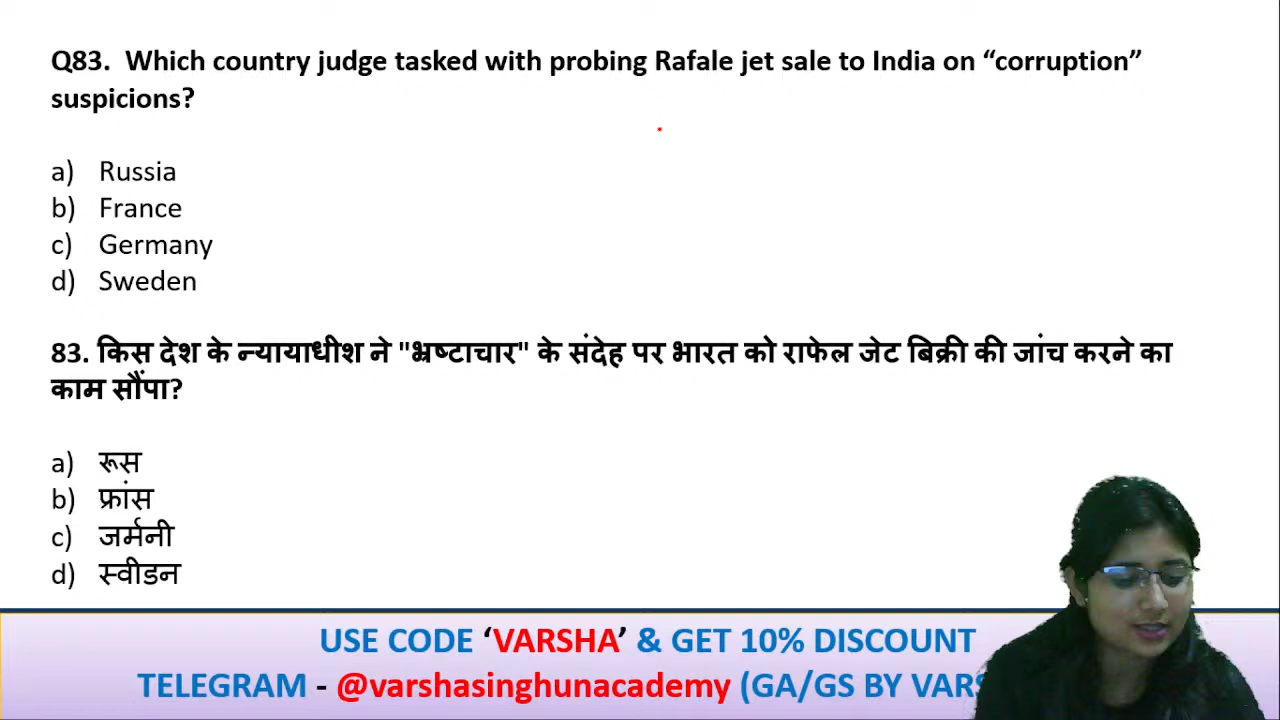 Q83. Which country judge tasked with probing Rafale jet sale to India on “corruption”
suspicions?
a) Russia
b) France
c) Germany
d) Sweden
83. किस देश के न्यायाधीश ने "भ्रष्टाचार" के संदेह पर भारत को राफेल जेट बिक्री की जांच करने का
काम सौंपा?
a) रूस
b) फ्रांस
c) जर्मनी
d) स्वीडन
USE CODE ‘VARSHA’ & GET 10% DISCOUNT
TELEGRAM - @varshasinghunacademy (GA/GS BY